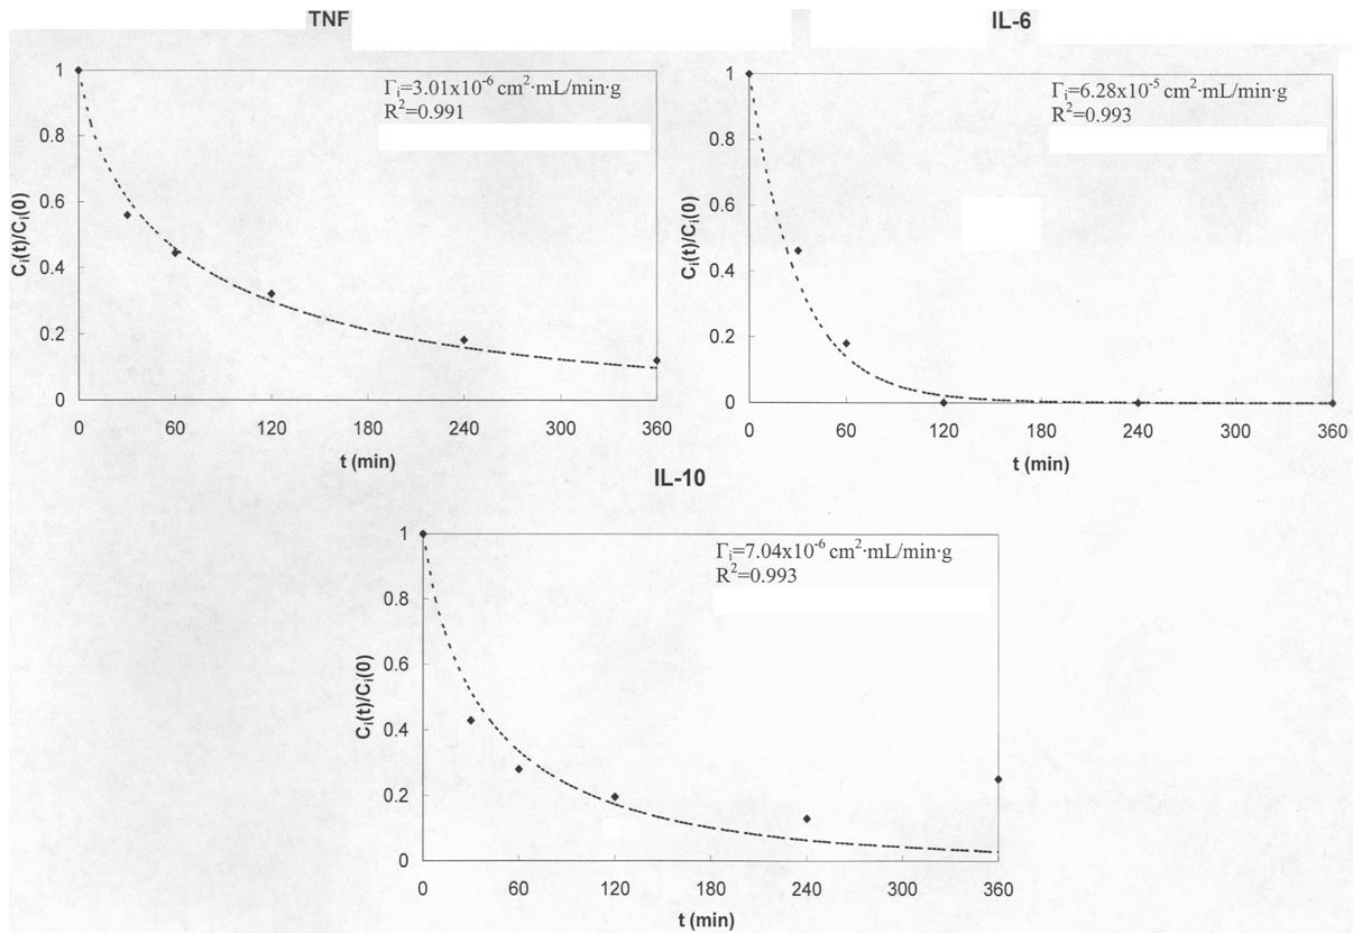 TNF
Γᵢ=3.01x10⁻⁶ cm²·mL/min·g
R²=0.991
Cᵢ(t)/Cᵢ(0)
1
0.8
0.6
0.4
0.2
0
0 60 120 180 240 300 360
t (min)
IL-6
Γᵢ=6.28x10⁻⁵ cm²·mL/min·g
R²=0.993
Cᵢ(t)/Cᵢ(0)
1
0.8
0.6
0.4
0.2
0
0 60 120 180 240 300 360
t (min)
IL-10
Γᵢ=7.04x10⁻⁶ cm²·mL/min·g
R²=0.993
Cᵢ(t)/Cᵢ(0)
1
0.8
0.6
0.4
0.2
0
0 60 120 180 240 300 360
t (min)